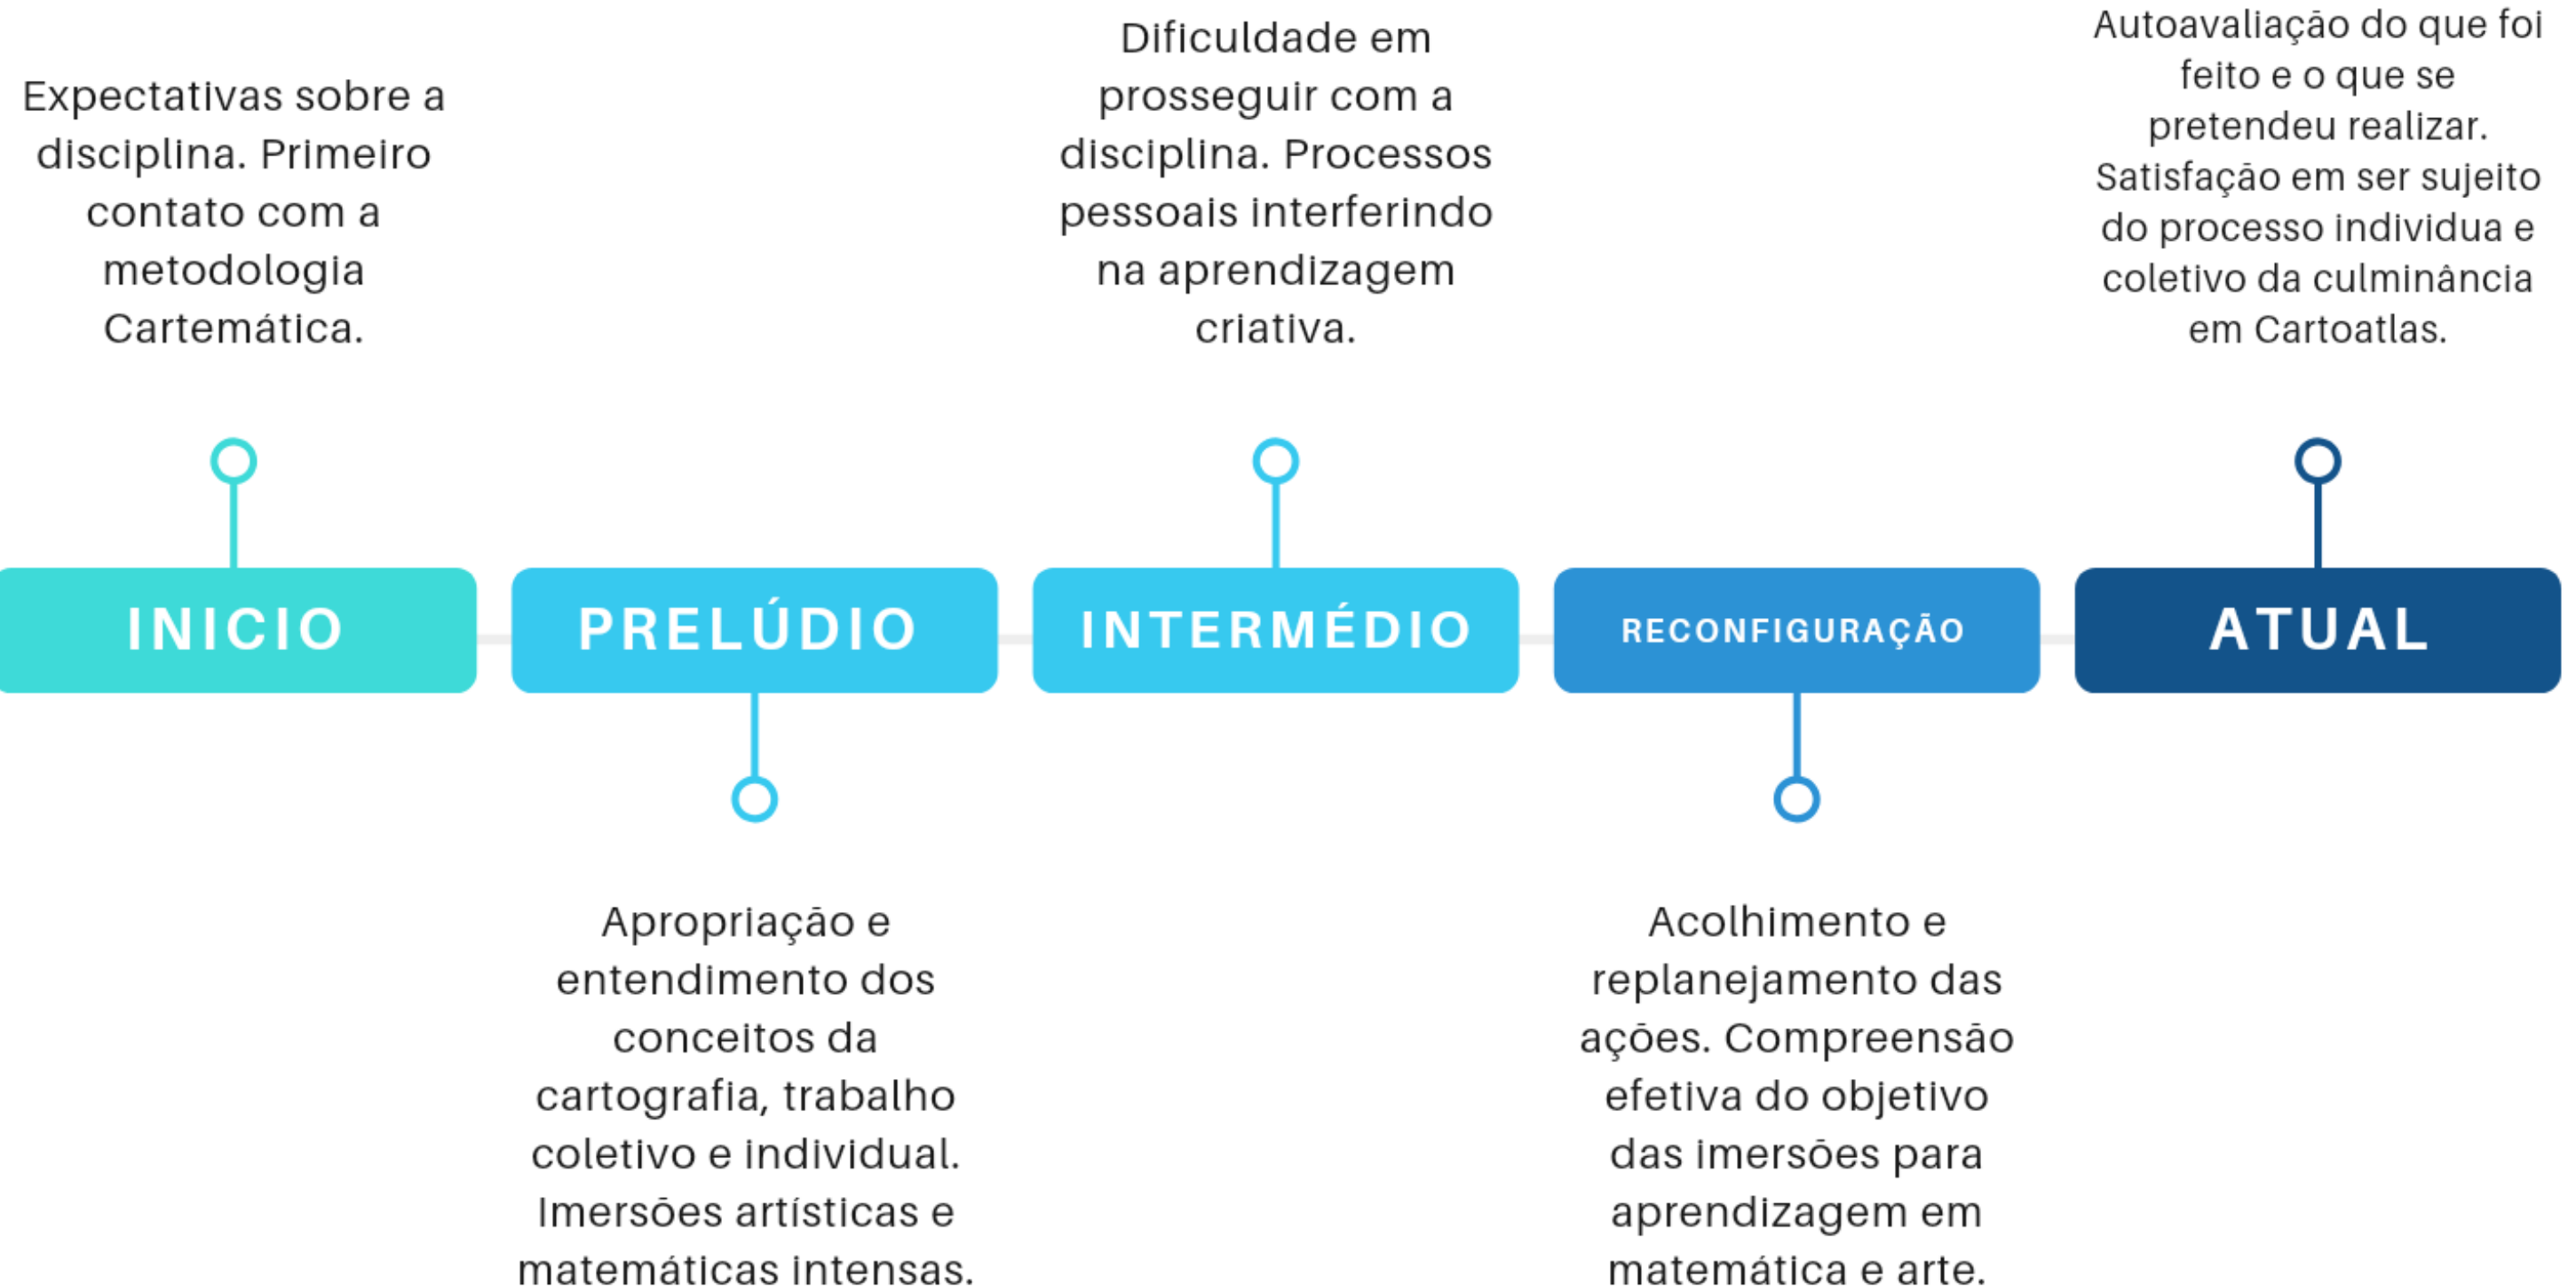 Expectativas sobre a
disciplina. Primeiro
contato com a
metodologia
Cartemática.
INICIO
PRELÚDIO
Apropriação e
entendimento dos
conceitos da
cartografia, trabalho
coletivo e individual.
Imersões artísticas e
matemáticas intensas.
Dificuldade em
prosseguir com a
disciplina. Processos
pessoais interferindo
na aprendizagem
criativa.
INTERMÉDIO
RECONFIGURAÇÃO
Acolhimento e
replanejamento das
ações. Compreensão
efetiva do objetivo
das imersões para
aprendizagem em
matemática e arte.
Autoavaliação do que foi
feito e o que se
pretendeu realizar.
Satisfação em ser sujeito
do processo individua e
coletivo da culminância
em Cartoatlas.
ATUAL